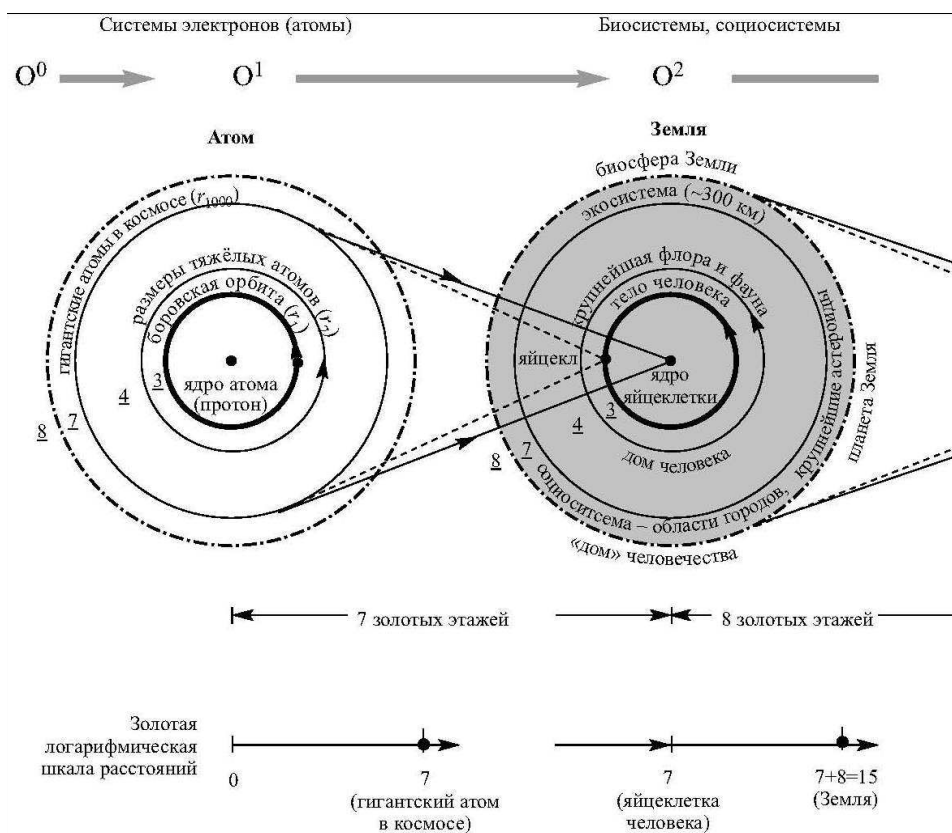 Системы электронов (атомы)
Биосистемы, социосистемы
O⁰
O¹
O²
Атом
Земля
гигантские атомы в космосе (r₁₀₀₀)
размеры тяжёлых атомов (r₇)
боровская орбита (r₁)
ядро атома
(протон)
3
4
7
8
биосфера Земли
экосистема (~300 км)
крупнейшая флора и фауна
тело человека
яйцекл
ядро
яйцеклетки
3
4
7
8
дом человека
социоситсема – области городов, крупнейшие астероиды
«дом» человечества
планета Земля
7 золотых этажей
8 золотых этажей
Золотая
логарифмическая
шкала расстояний
0
7
(гигантский атом
в космосе)
7
(яйцеклетка
человека)
7+8=15
(Земля)